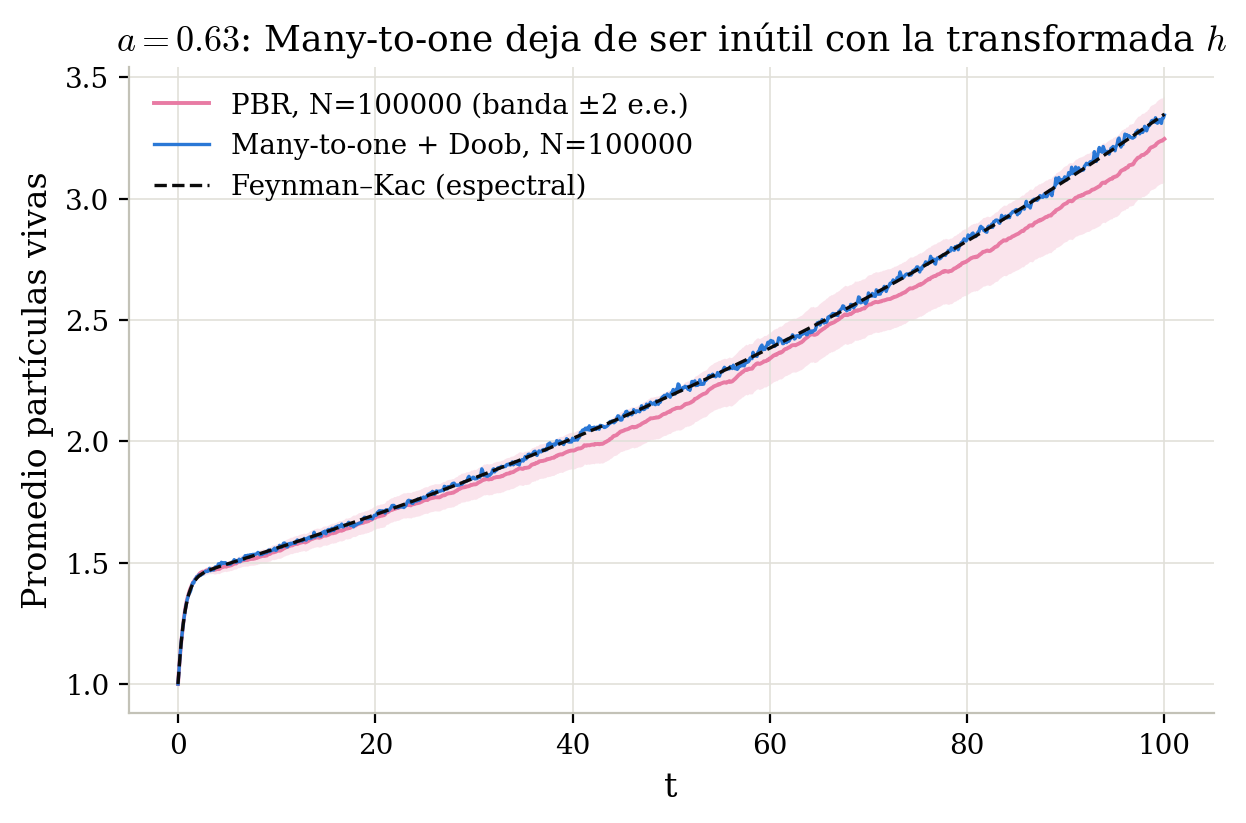 a = 0.63: Many-to-one deja de ser inútil con la transformada h
PBR, N=100000 (banda ±2 e.e.)
Many-to-one + Doob, N=100000
Feynman–Kac (espectral)
Promedio partículas vivas
3.5
3.0
2.5
2.0
1.5
1.0
0 20 40 60 80 100
t